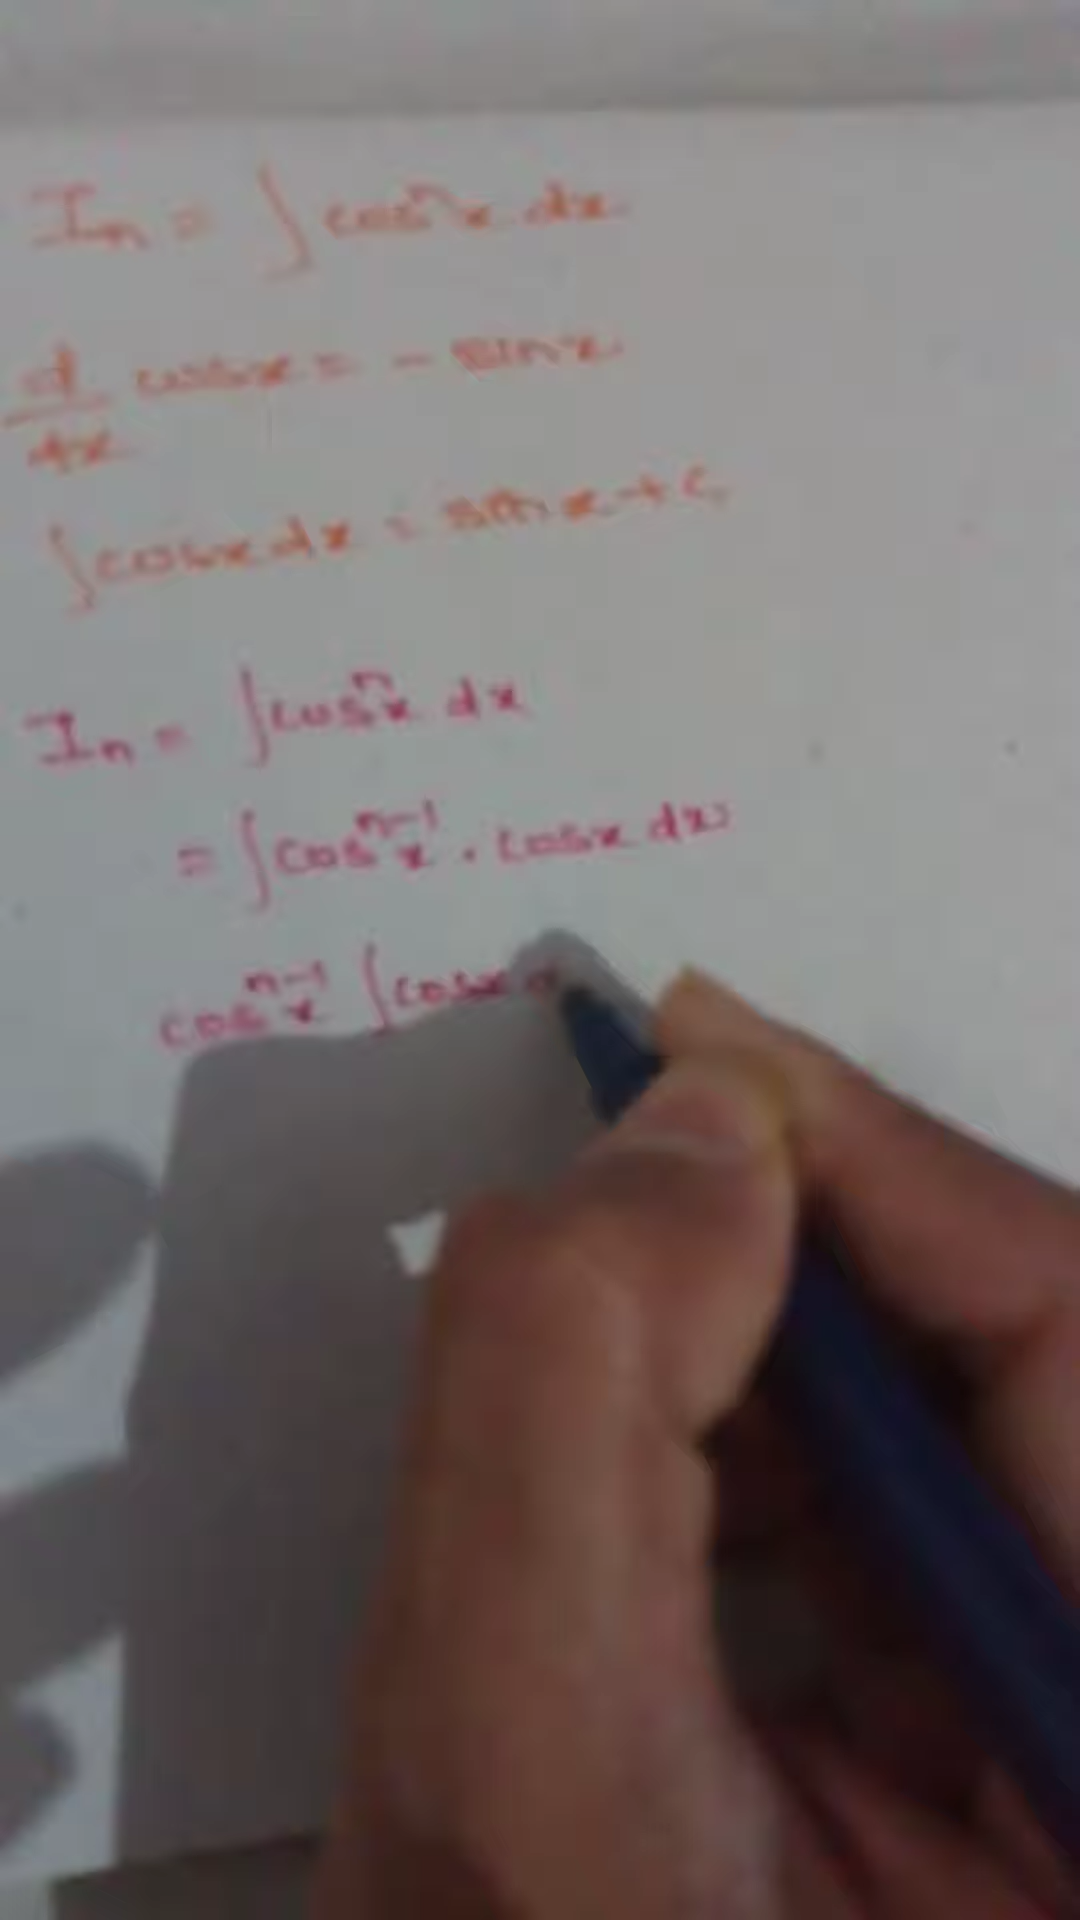 Iₙ = ∫ cosⁿx dx
d/dx cosx = - sinx
∫cosx dx = sinx + c,
Iₙ = ∫cosⁿx dx
= ∫cosⁿ⁻¹x . cosx dx
cosⁿ⁻¹x ∫cosx d